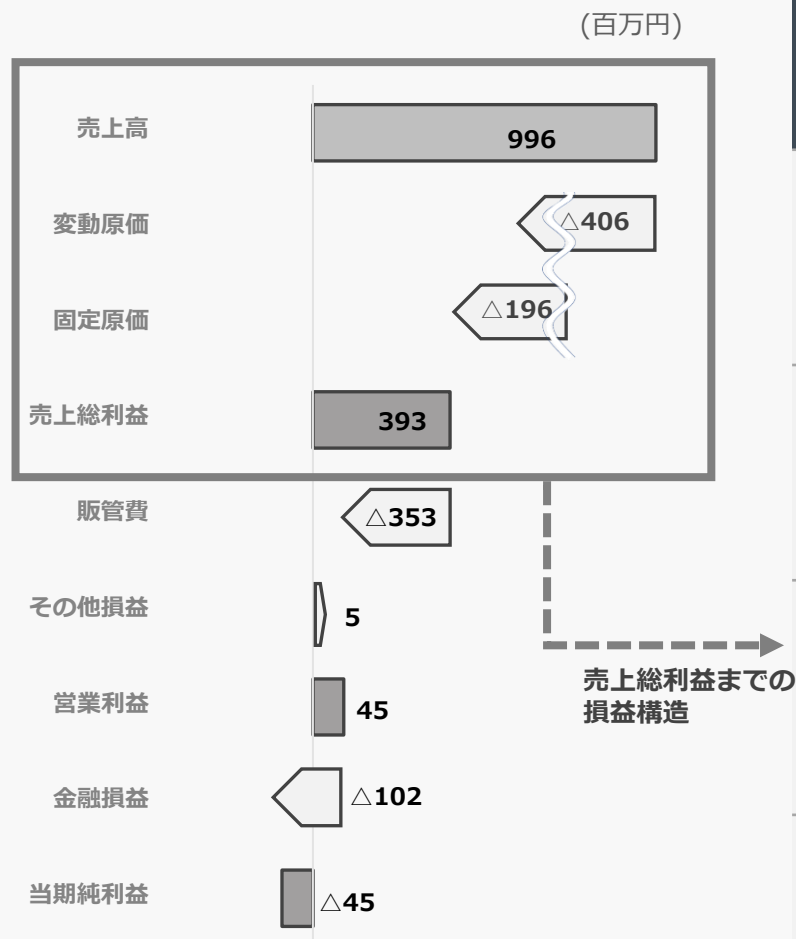 (百万円)
売上高
996
変動原価
△406
固定原価
△196
売上総利益
393
販管費
△353
その他損益
5
営業利益
45
金融損益
△102
当期純利益
△45
売上総利益までの
損益構造